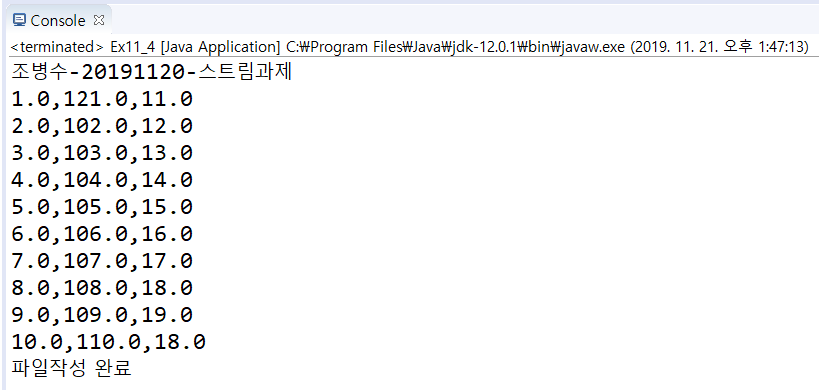 Console
<terminated> Ex11_4 [Java Application] C:₩Program Files₩Java₩jdk-12.0.1₩bin₩javaw.exe (2019. 11. 21. 오후 1:47:13)
조병수-20191120-스트림과제
1.0,121.0,11.0
2.0,102.0,12.0
3.0,103.0,13.0
4.0,104.0,14.0
5.0,105.0,15.0
6.0,106.0,16.0
7.0,107.0,17.0
8.0,108.0,18.0
9.0,109.0,19.0
10.0,110.0,18.0
파일작성 완료